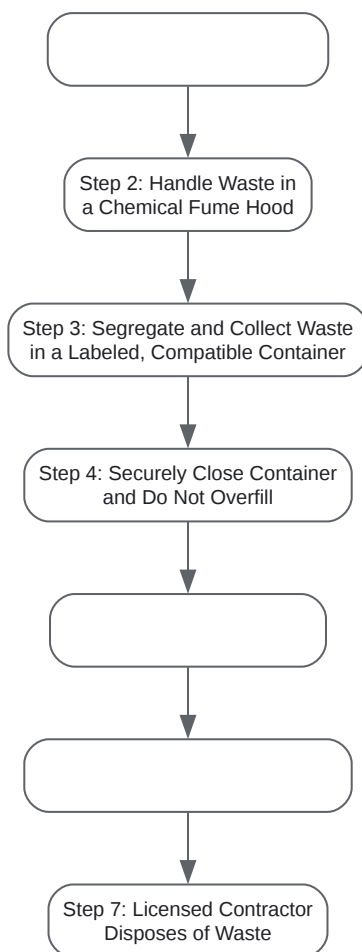 Step 2: Handle Waste in
a Chemical Fume Hood
Step 3: Segregate and Collect Waste
in a Labeled, Compatible Container
Step 4: Securely Close Container
and Do Not Overfill
Step 7: Licensed Contractor
Disposes of Waste